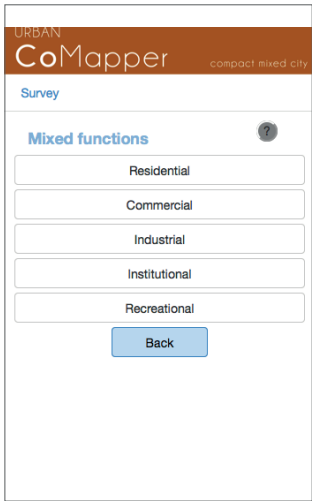 URBAN
CoMapper compact mixed city
Survey
Mixed functions ?
Residential
Commercial
Industrial
Institutional
Recreational
Back